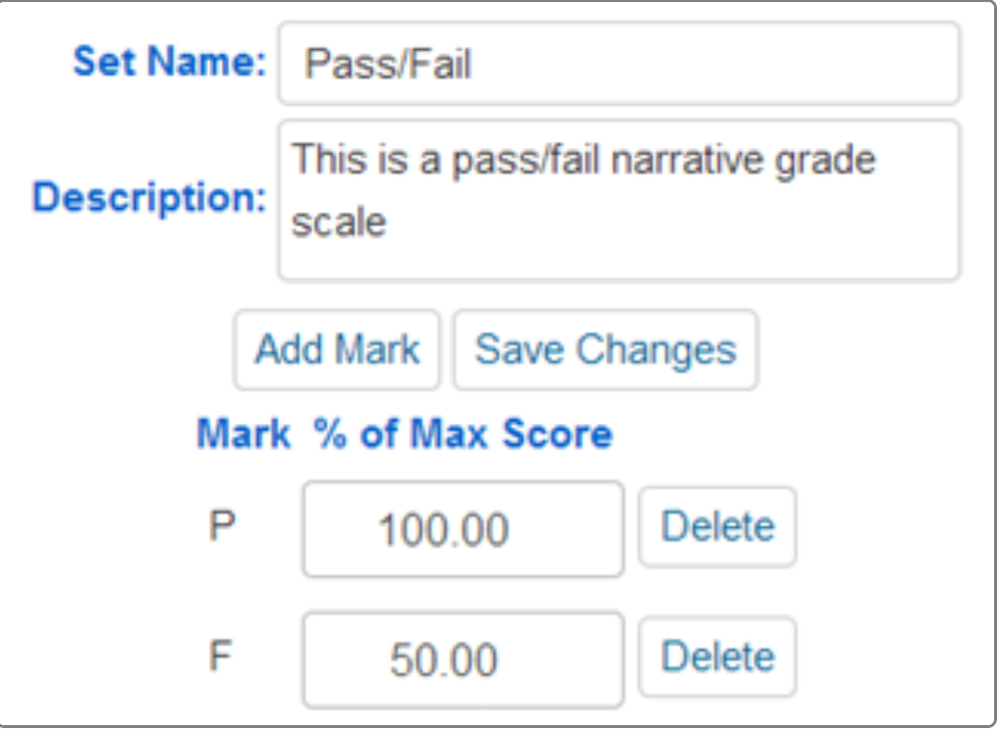 Set Name: Pass/Fail
Description: This is a pass/fail narrative grade
scale
Add Mark Save Changes
Mark % of Max Score
P 100.00 Delete
F 50.00 Delete